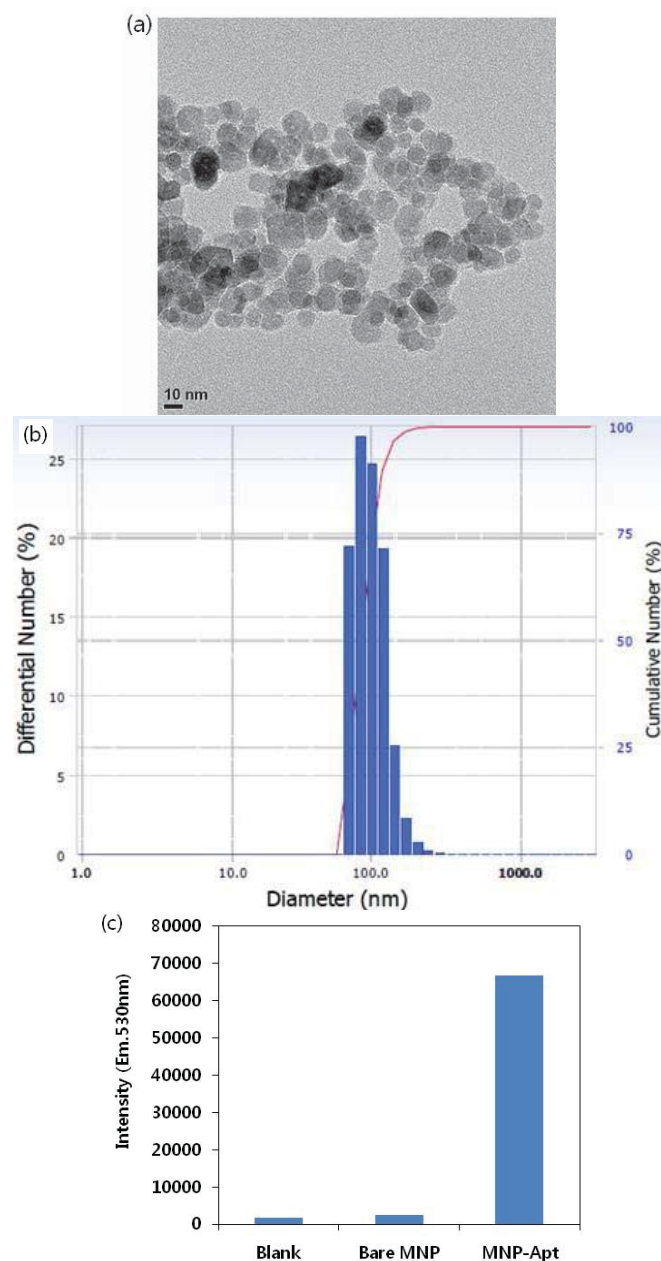 (a)
10 nm
(b)
Differential Number (%)
25
20
15
10
5
0
100
75
50
25
0
Cumulative Number (%)
1.0
10.0
100.0
1000.0
Diameter (nm)
(c)
Intensity (Em.530nm)
80000
70000
60000
50000
40000
30000
20000
10000
0
Blank
Bare MNP
MNP-Apt